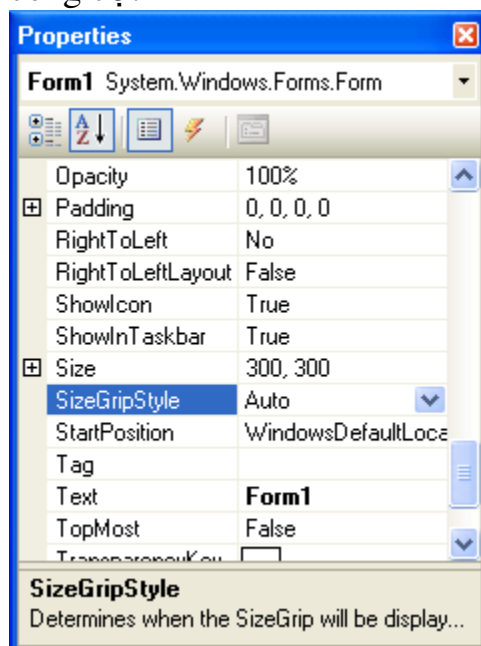 Properties
Form1 System.Windows.Forms.Form
Opacity 100%
Padding 0, 0, 0, 0
RightToLeft No
RightToLeftLayout False
ShowIcon True
ShowInTaskbar True
Size 300, 300
SizeGripStyle Auto
StartPosition WindowsDefaultLoca
Tag
Text Form1
TopMost False
SizeGripStyle
Determines when the SizeGrip will be display...